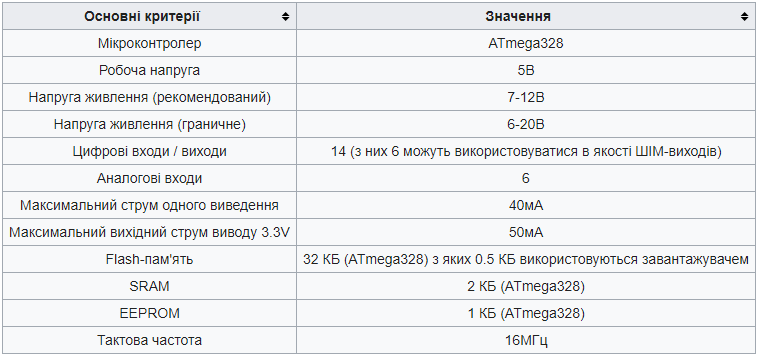 Основні критерії Значення
Мікроконтролер ATmega328
Робоча напруга 5В
Напруга живлення (рекомендований) 7-12В
Напруга живлення (граничне) 6-20В
Цифрові входи / виходи 14 (з них 6 можуть використовуватися в якості ШІМ-виходів)
Аналогові входи 6
Максимальний струм одного виведення 40мА
Максимальний вихідний струм виводу 3.3V 50мА
Flash-пам'ять 32 КБ (ATmega328) з яких 0.5 КБ використовуються завантажувачем
SRAM 2 КБ (ATmega328)
EEPROM 1 КБ (ATmega328)
Тактова частота 16МГц